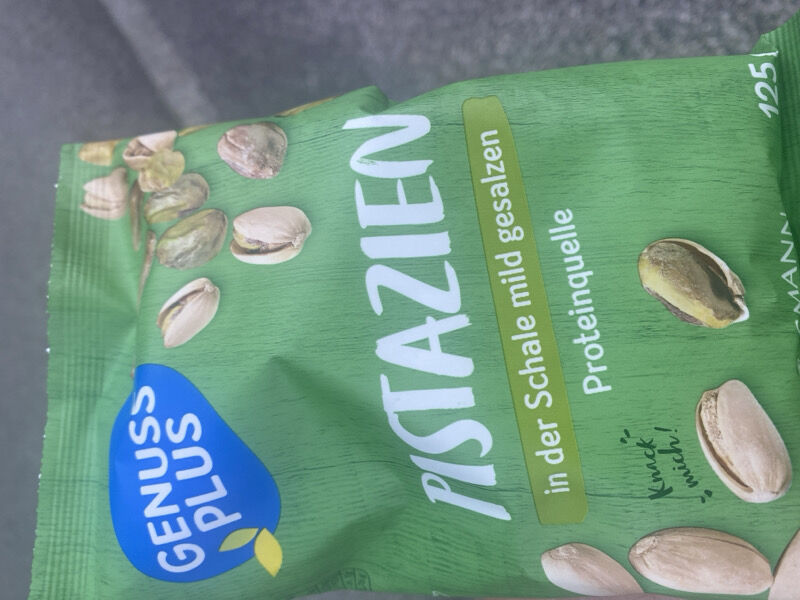 GENUSS
PLUS
PISTAZIEN
in der Schale mild gesalzen
Proteinquelle
Knack
mich!
125